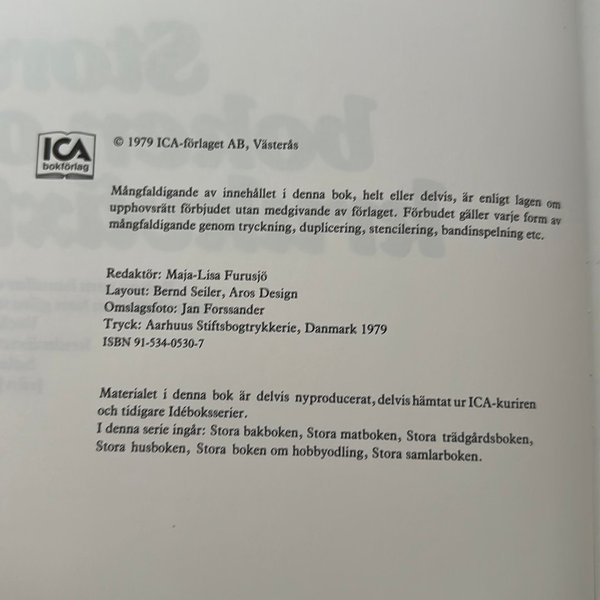 ICA
bokförlag
© 1979 ICA-förlaget AB, Västerås
Mångfaldigande av innehållet i denna bok, helt eller delvis, är enligt lagen om
upphovsrätt förbjudet utan medgivande av förlaget. Förbudet gäller varje form av
mångfaldigande genom tryckning, duplicering, stencilering, bandinspelning etc.
Redaktör: Maja-Lisa Furusjö
Layout: Bernd Seiler, Aros Design
Omslagsfoto: Jan Forssander
Tryck: Aarhuus Stiftsbogtrykkerie, Danmark 1979
ISBN 91-534-0530-7
Materialet i denna bok är delvis nyproducerat, delvis hämtat ur ICA-kuriren
och tidigare Idéboksserier.
I denna serie ingår: Stora bakboken, Stora matboken, Stora trädgårdsboken,
Stora husboken, Stora boken om hobbyodling, Stora samlarboken.